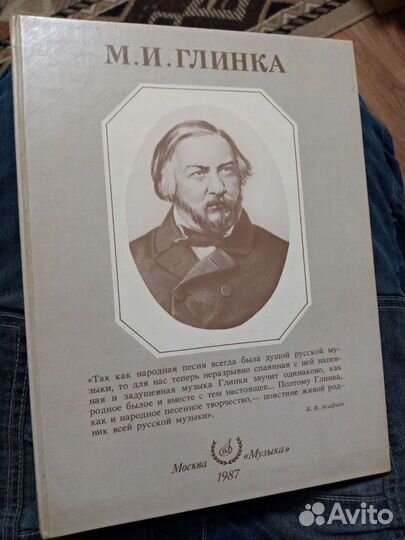 М.И.ГЛИНКА
«Так как народная песня всегда была душой русской му-
зыки, то для нас теперь неразрывно спаянная с ней напев-
ная и задушевная музыка Глинки звучит одинаково, как
родное былое и вместе с тем настоящее... Поэтому Глинка,
как и народное песенное творчество,— поистине живой род-
ник всей русской музыки».
Б. В. Асафьев
Москва «Музыка»
1987
Avito